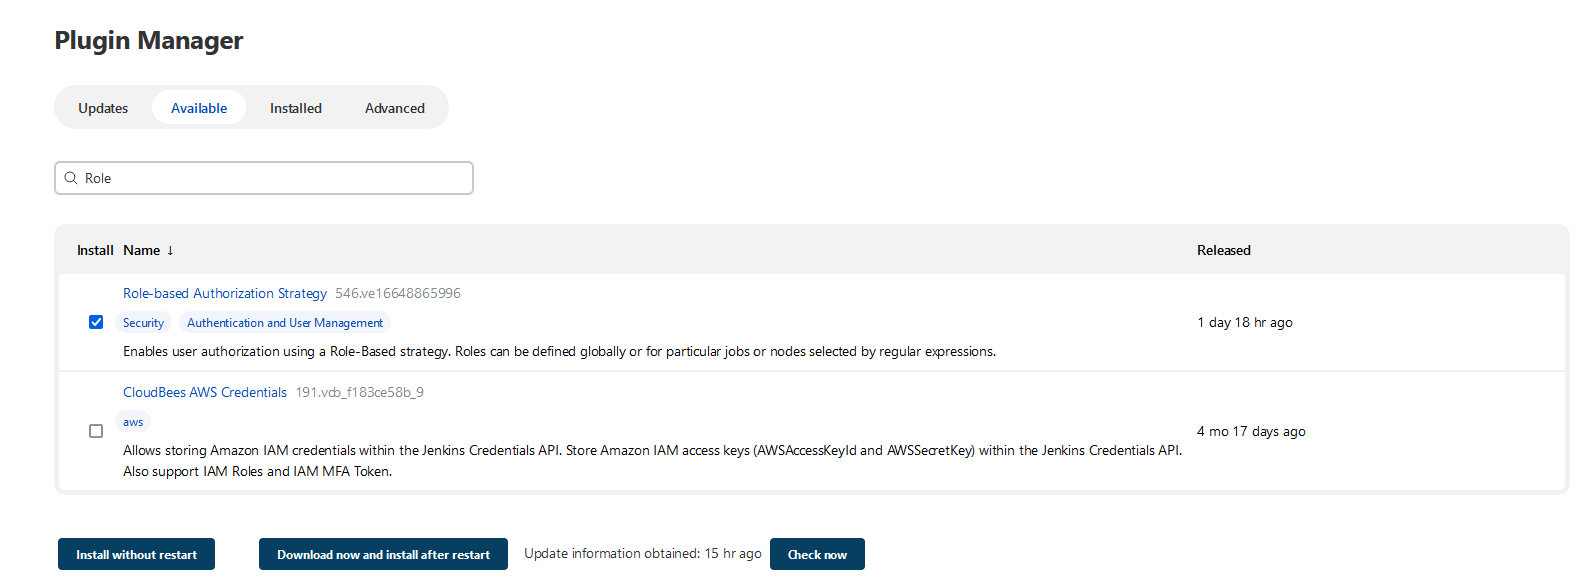 Plugin Manager
Updates Available Installed Advanced
Role
Install Name ↓ Released
Role-based Authorization Strategy 546.ve16648865996
Security Authentication and User Management
1 day 18 hr ago
Enables user authorization using a Role-Based strategy. Roles can be defined globally or for particular jobs or nodes selected by regular expressions.
CloudBees AWS Credentials 191.vcb_f183ce58b_9
aws
4 mo 17 days ago
Allows storing Amazon IAM credentials within the Jenkins Credentials API. Store Amazon IAM access keys (AWSAccessKeyId and AWSSecretKey) within the Jenkins Credentials API.
Also support IAM Roles and IAM MFA Token.
Install without restart Download now and install after restart Update information obtained: 15 hr ago Check now